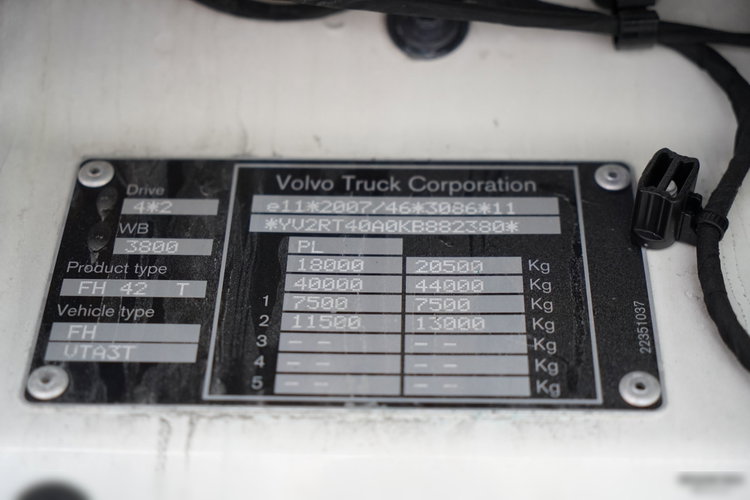 Drive
4*2
WB
3800
Product type
FH 42 T
Vehicle type
FH
VTA3T
Volvo Truck Corporation
e11*2007/46*3086*11
*YV2RT40A0KB882380*
PL
18000 20500 Kg
40000 44000 Kg
1 7500 7500 Kg
2 11500 13000 Kg
3 - - - - Kg
4 - - - - Kg
5 - - - - Kg
22351037